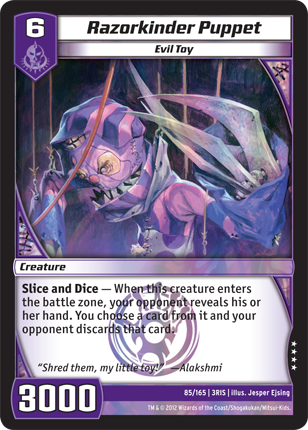 6
Razorkinder Puppet
Evil Toy
Creature
Slice and Dice — When this creature enters
the battle zone, your opponent reveals his or
her hand. You choose a card from it and your
opponent discards that card.
"Shred them, my little toy!" —Alakshmi
3000
85/165 | 3RIS | illus. Jesper Ejsing
TM & © 2012 Wizards of the Coast/Shogakukan/Mitsui-Kids.